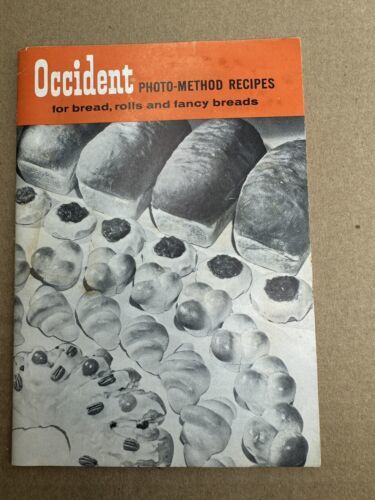 Occident PHOTO-METHOD RECIPES
for bread, rolls and fancy breads